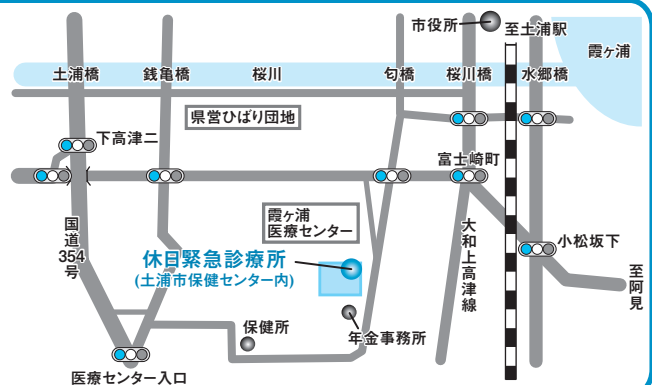 市役所
至土浦駅
霞ヶ浦
土浦橋
銭亀橋
桜川
匂橋
桜川橋
水郷橋
県営ひばり団地
下高津二
富士崎町
霞ヶ浦
医療センター
国道354号
休日緊急診療所
(土浦市保健センター内)
大和上高津線
小松坂下
至阿見
保健所
年金事務所
医療センター入口